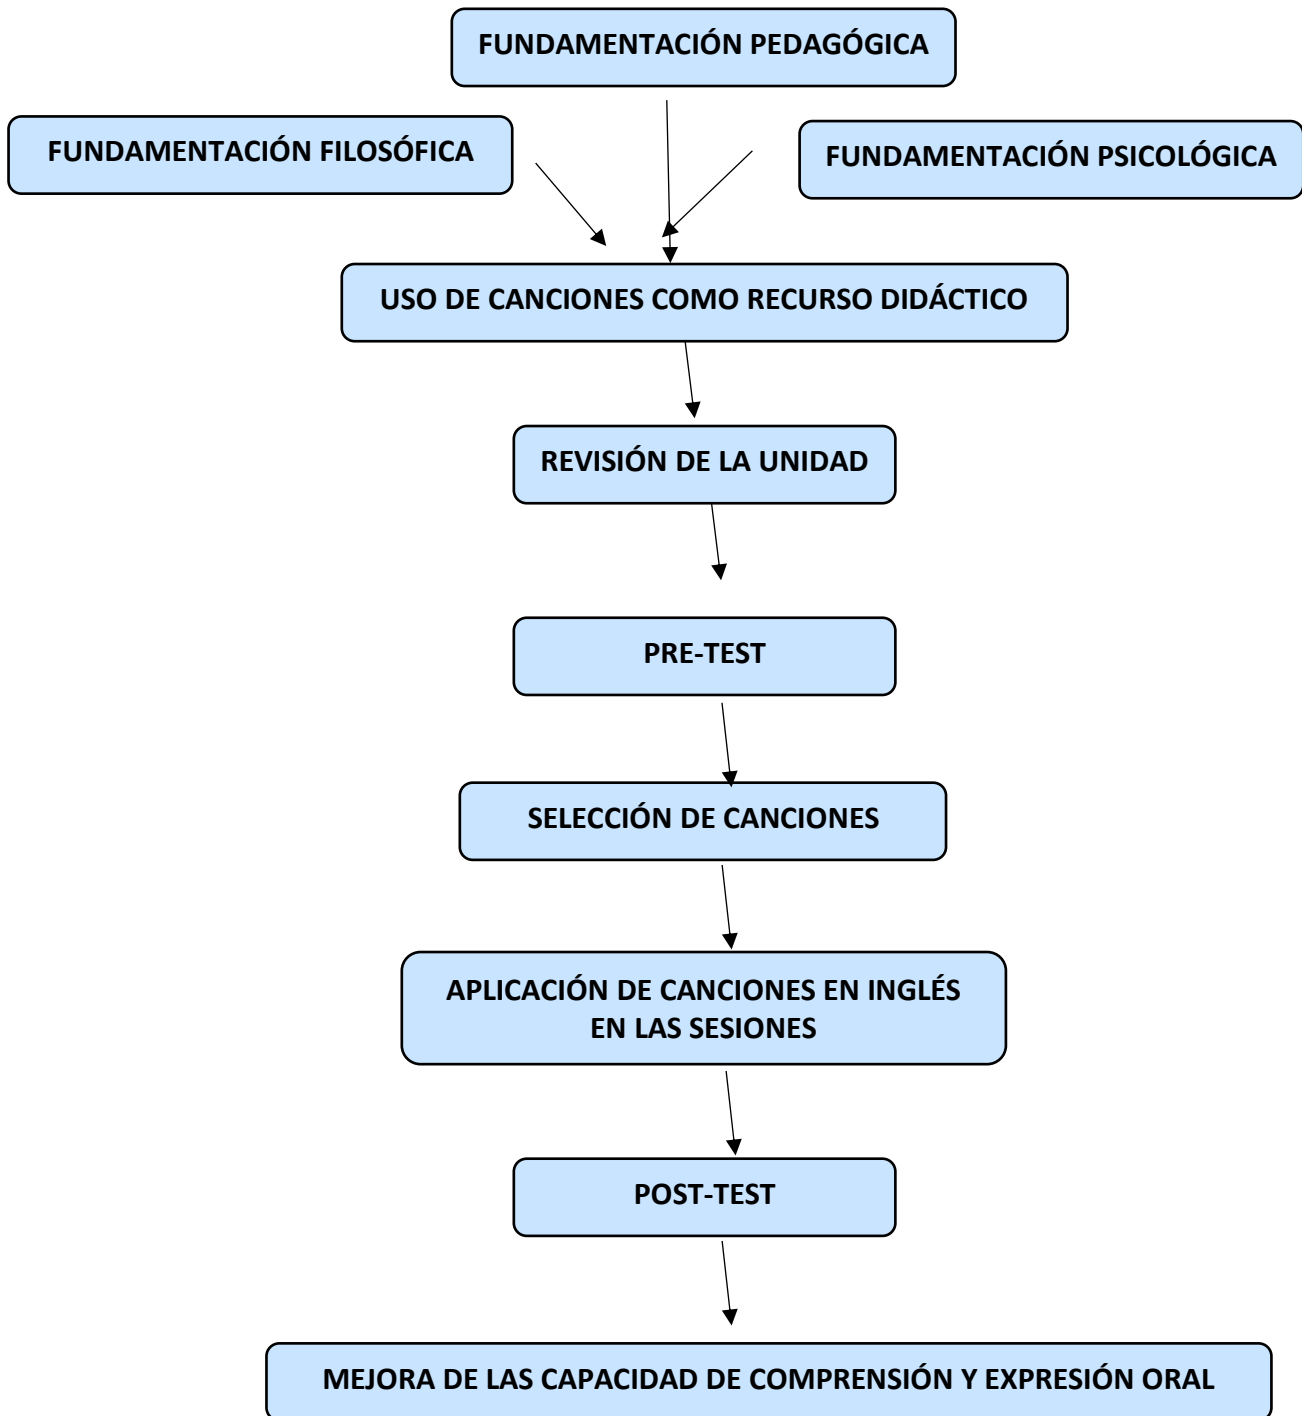 FUNDAMENTACIÓN PEDAGÓGICA
FUNDAMENTACIÓN FILOSÓFICA
FUNDAMENTACIÓN PSICOLÓGICA
USO DE CANCIONES COMO RECURSO DIDÁCTICO
REVISIÓN DE LA UNIDAD
PRE-TEST
SELECCIÓN DE CANCIONES
APLICACIÓN DE CANCIONES EN INGLÉS
EN LAS SESIONES
POST-TEST
MEJORA DE LAS CAPACIDAD DE COMPRENSIÓN Y EXPRESIÓN ORAL